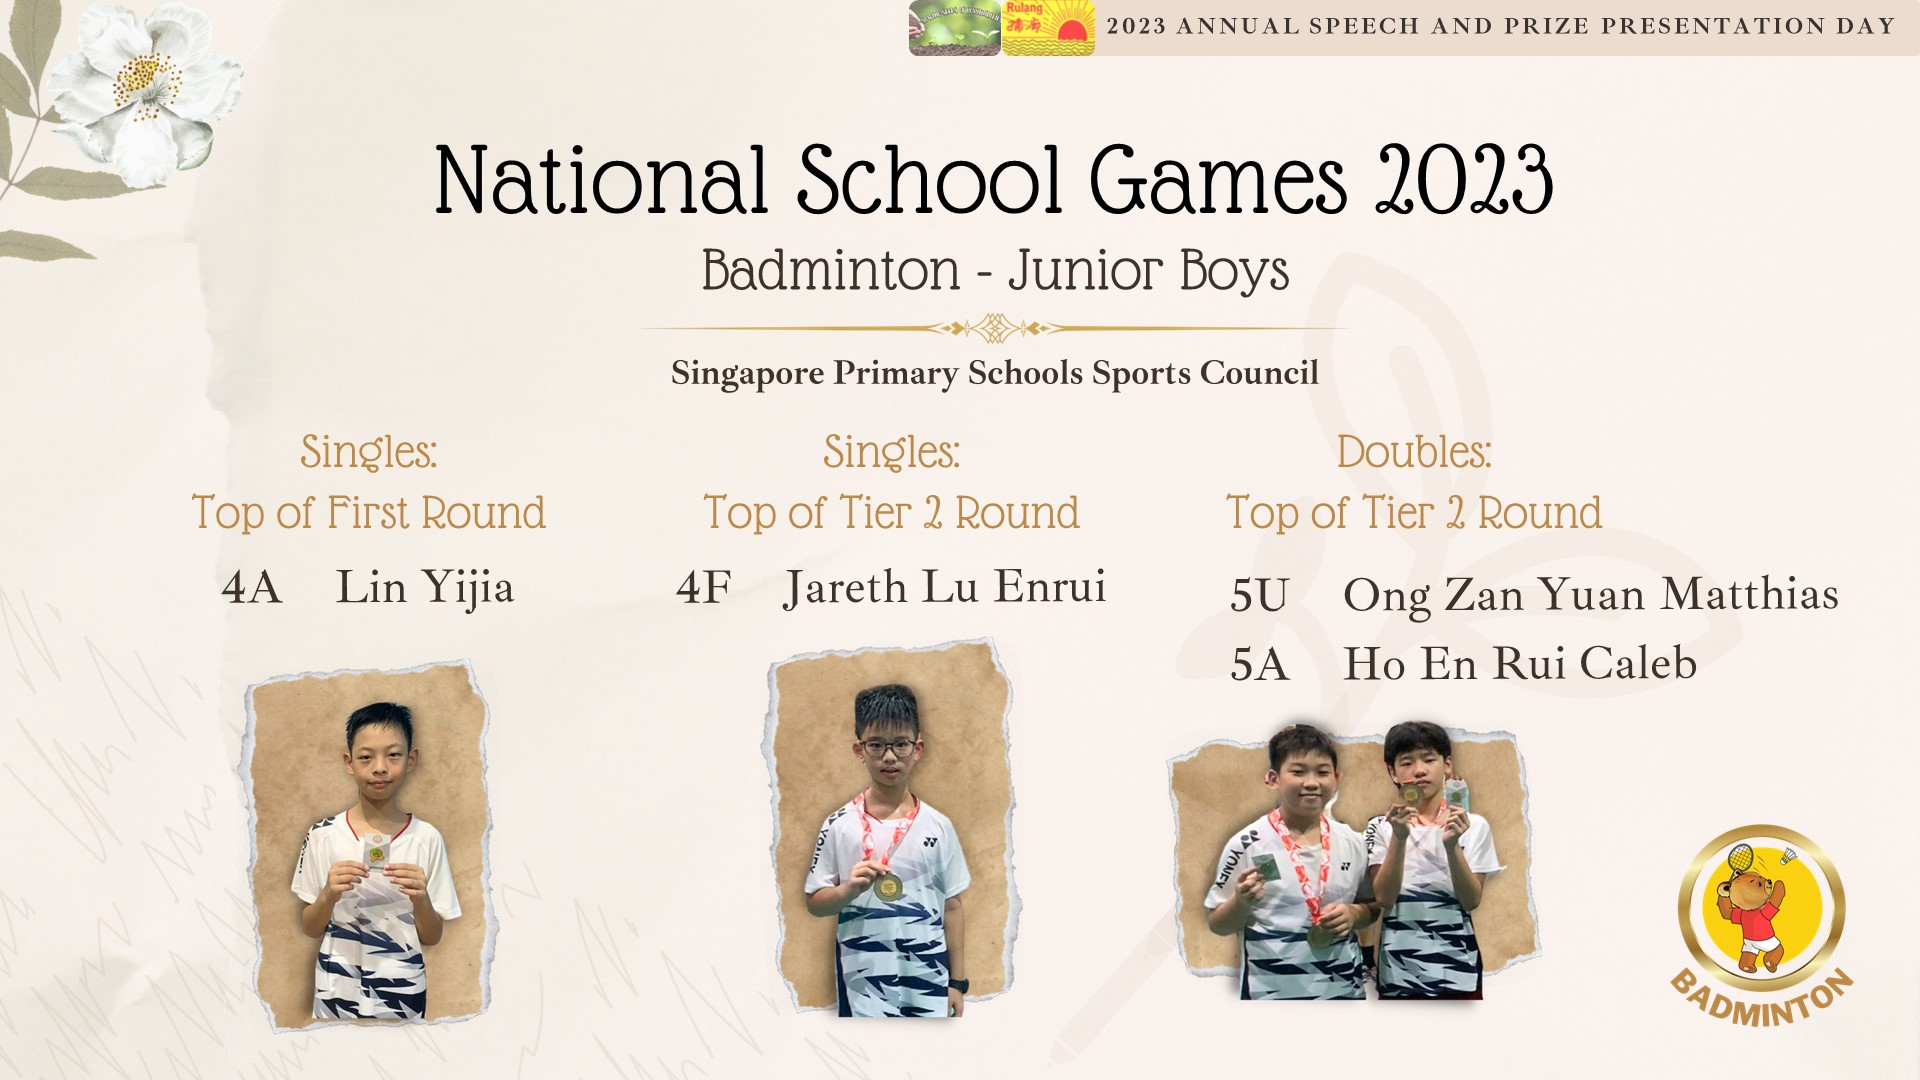 Rulang
2023 ANNUAL SPEECH AND PRIZE PRESENTATION DAY
National School Games 2023
Badminton - Junior Boys
Singapore Primary Schools Sports Council
Singles:
Top of First Round
4A Lin Yijia
Singles:
Top of Tier 2 Round
4F Jareth Lu Enrui
Doubles:
Top of Tier 2 Round
5U Ong Zan Yuan Matthias
5A Ho En Rui Caleb
YONEX
YONEX
BADMINTON